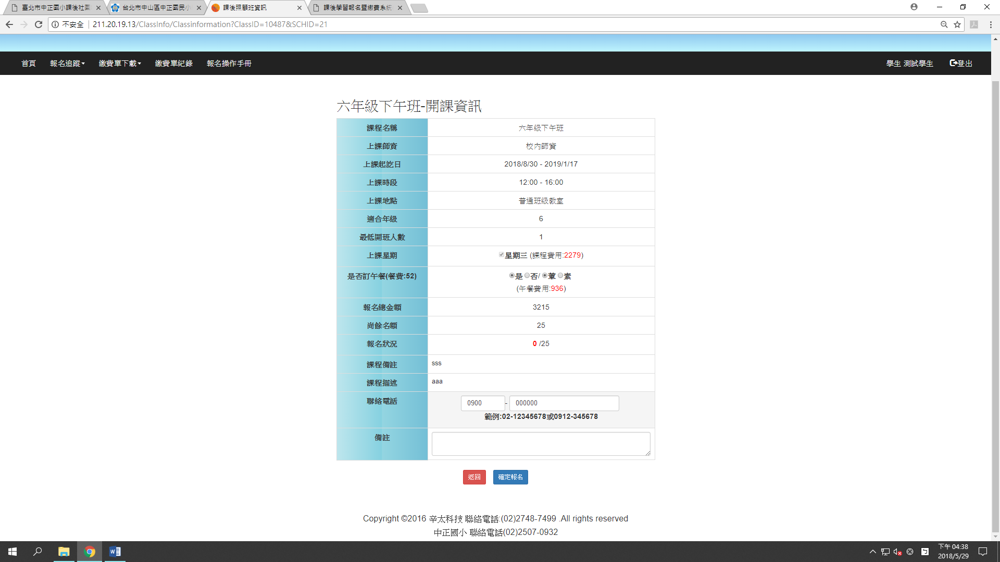 臺北市中正國小課後社團
台北市中山區中正國民小
課後照顧班資訊
課後學習報名暨繳費系統
不安全 211.20.19.13/ClassInfo/Classinformation?ClassID=10487&SCHID=21
首頁 報名追蹤 繳費單下載 繳費單紀錄 報名操作手冊 學生 測試學生 登出
六年級下午班-開課資訊
課程名稱 六年級下午班
上課師資 校內師資
上課起訖日 2018/8/30 - 2019/1/17
上課時段 12:00 - 16:00
上課地點 普通班級教室
適合年級 6
最低開班人數 1
上課星期 星期三 (課程費用:2279)
是否訂午餐(餐費:52) 是 否/ 葷 素
(午餐費用:936)
報名總金額 3215
尚餘名額 25
報名狀況 0 /25
課程備註 sss
課程描述 aaa
聯絡電話 0900 - 000000
範例:02-12345678或0912-345678
備註
返回 確定報名
Copyright ©2016 辛太科技 聯絡電話:(02)2748-7499 .All rights reserved
中正國小 聯絡電話(02)2507-0932
下午 04:38
2018/5/29